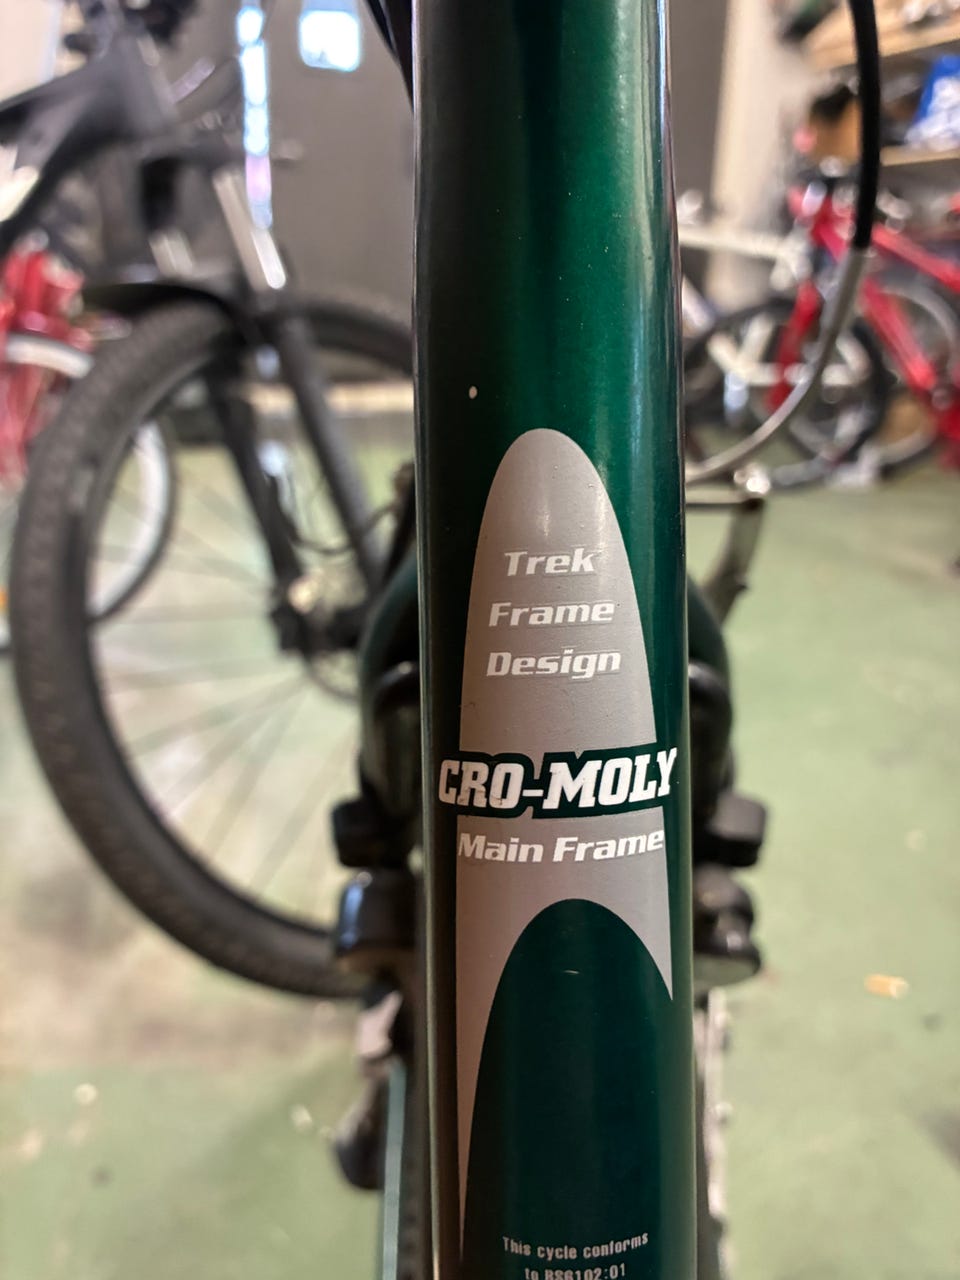 Trek
Frame
Design
CRO-MOLY
Main Frame
This cycle conforms
to BS6102:01